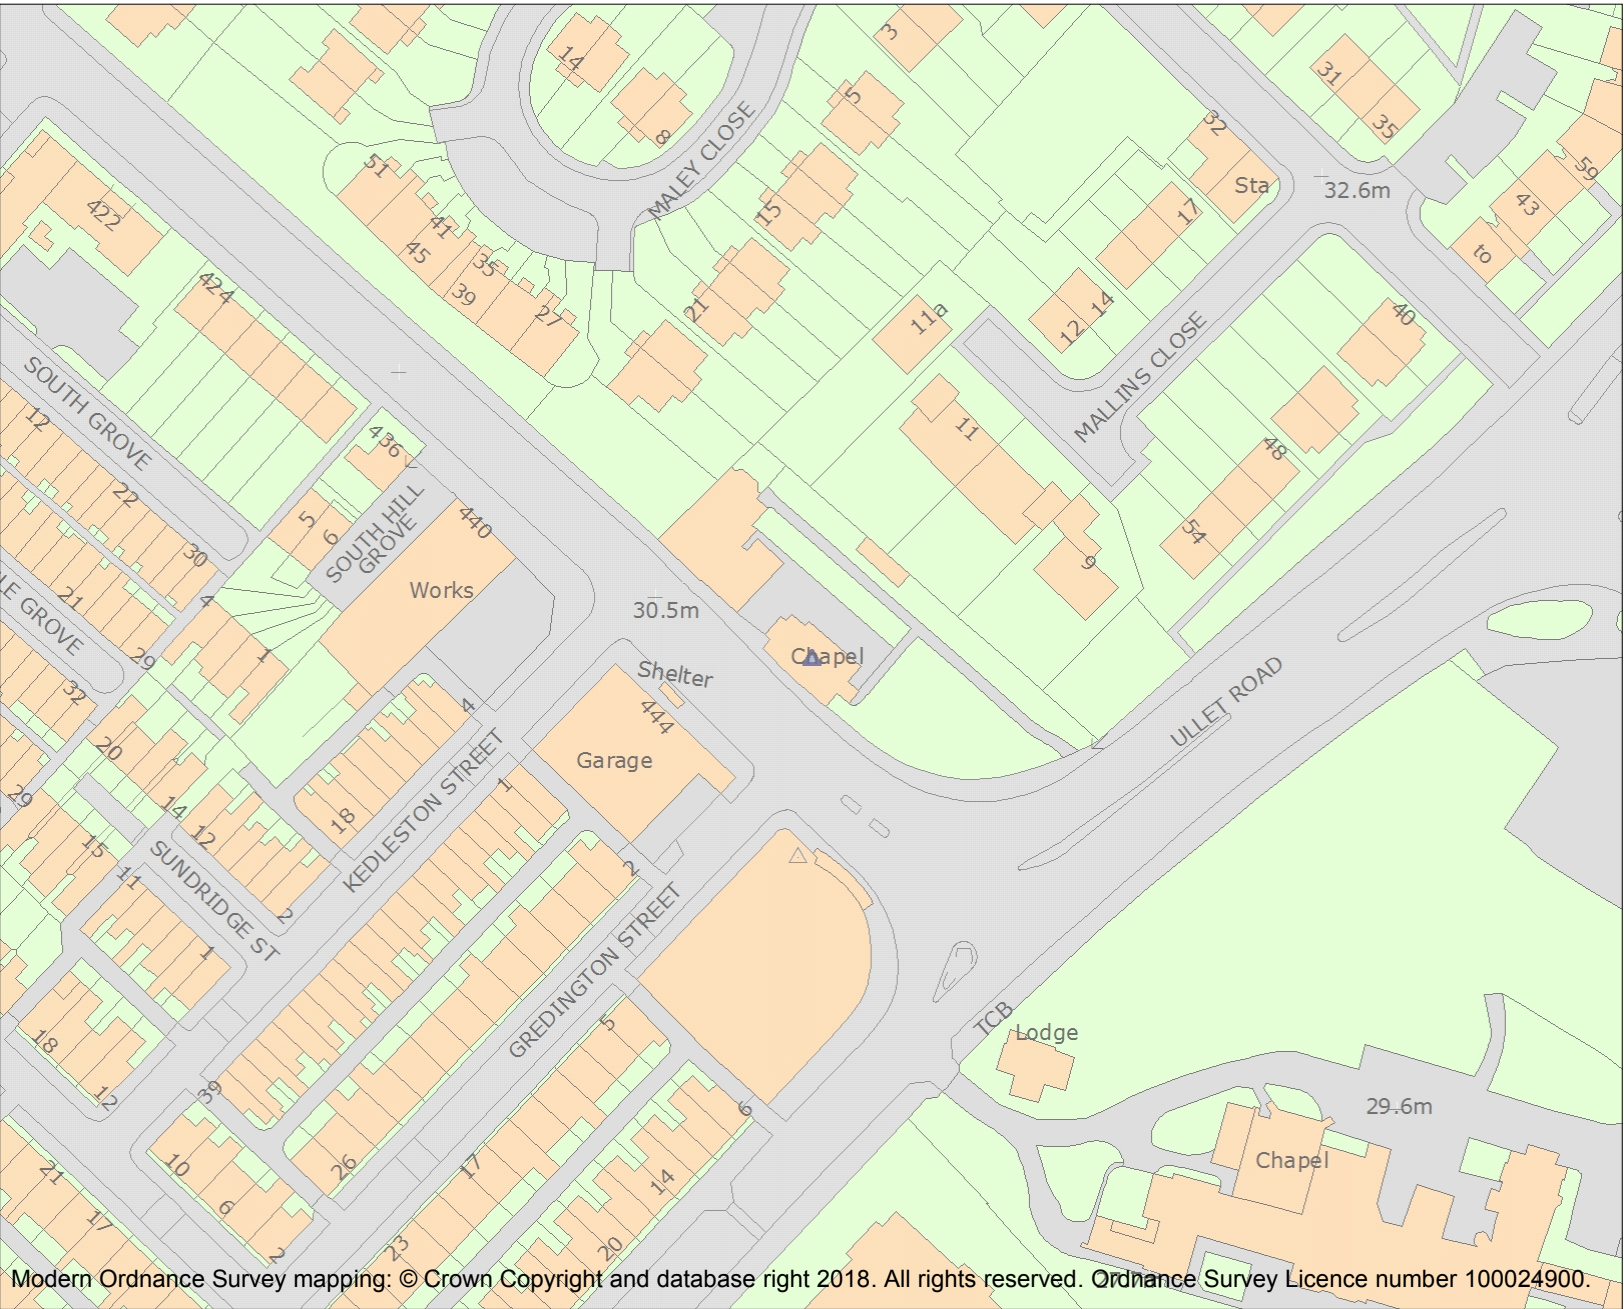 14
8
MALEY CLOSE
3
5
15
21
51
41
45
35
39
27
422
424
436
440
SOUTH GROVE
12
22
30
5
6
SOUTH HILL
GROVE
Works
21
LE GROVE
29
32
4
1
30.5m
Chapel
Shelter
444
Garage
11a
11
9
12
14
17
32
Sta
32.6m
31
35
59
43
to
40
48
54
MALLINS CLOSE
ULLET ROAD
4
18
KEDLESTON STREET
1
20
14
12
2
29
15
11
SUNDRIDGE ST
1
18
12
39
2
GREDINGTON STREET
5
26
17
6
14
20
23
10
6
2
21
17
TCB
Lodge
29.6m
Chapel
Modern Ordnance Survey mapping: © Crown Copyright and database right 2018. All rights reserved. Ordnance Survey Licence number 100024900.